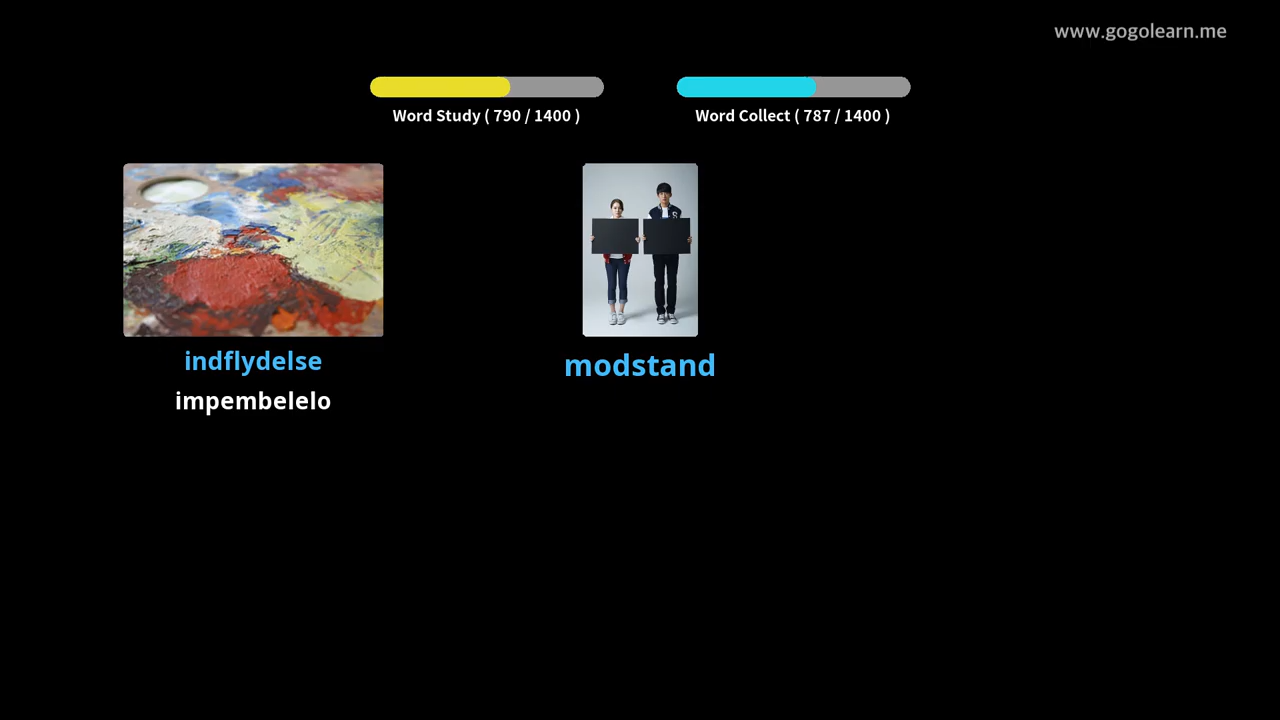 www.gogolearn.me
Word Study ( 790 / 1400 )
Word Collect ( 787 / 1400 )
indflydelse
impembelelo
modstand